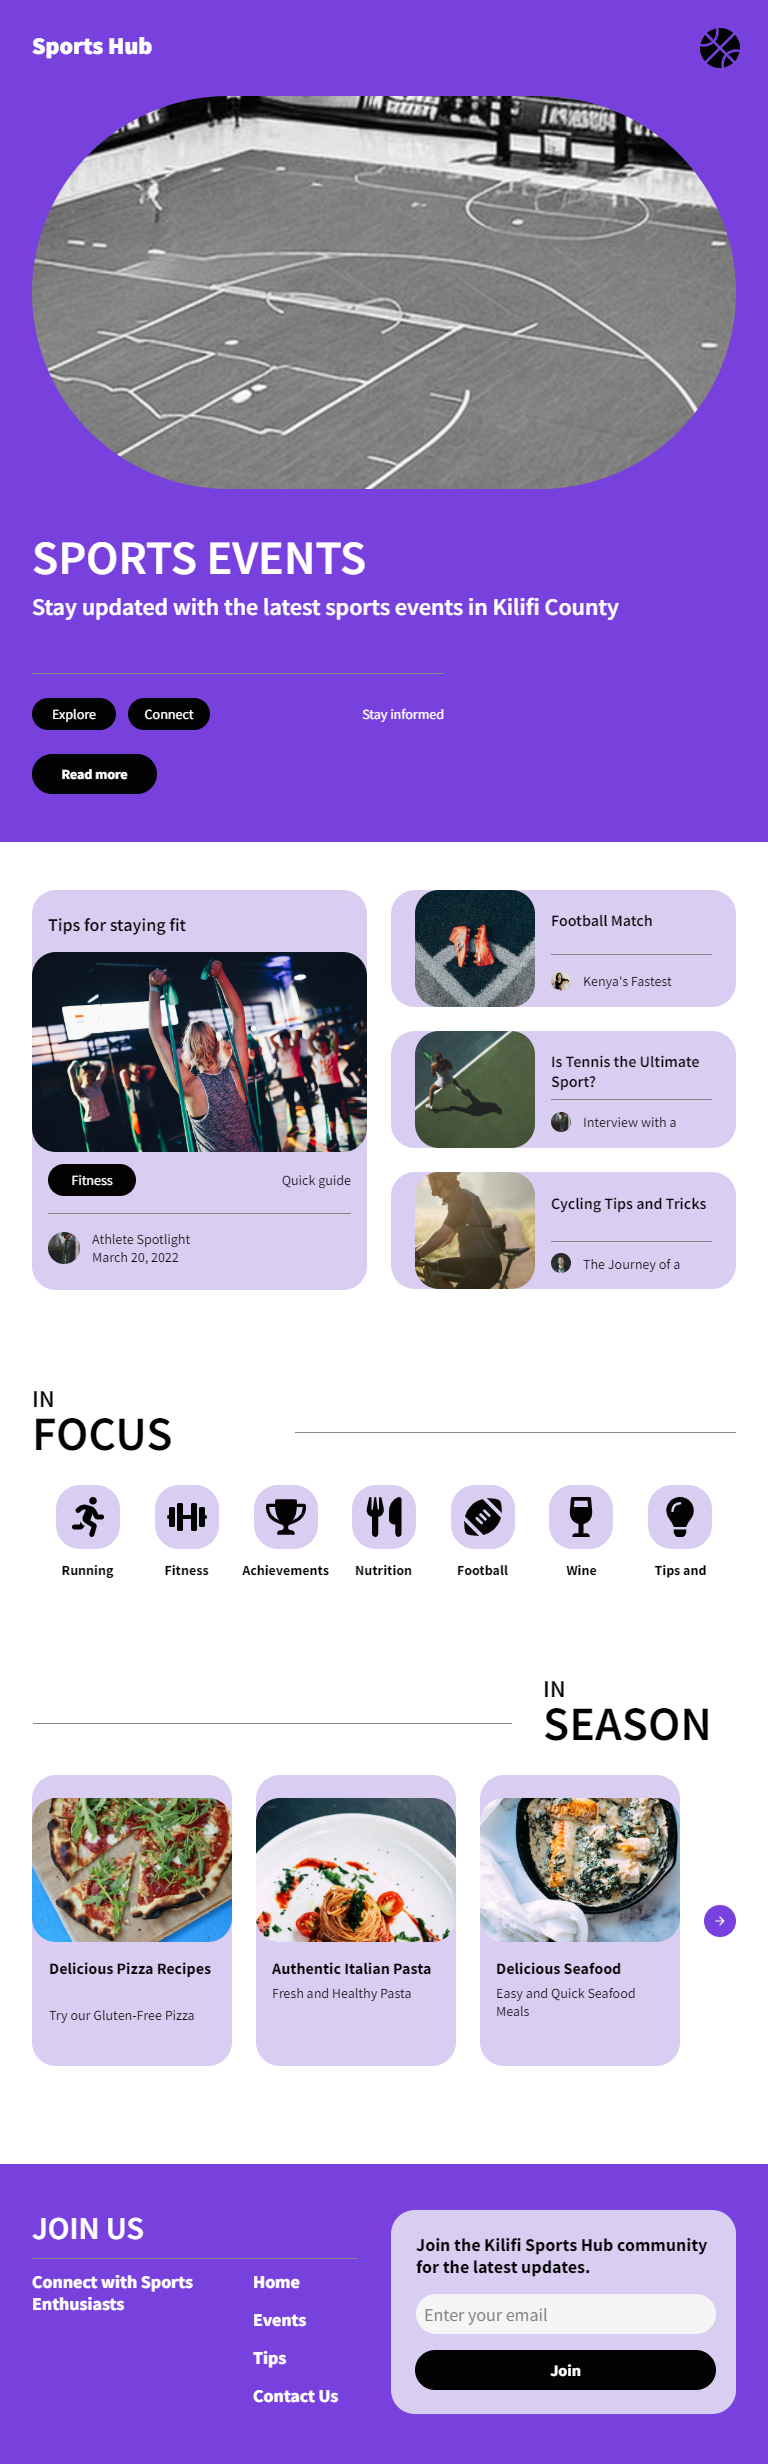 Sports Hub
SPORTS EVENTS
Stay updated with the latest sports events in Kilifi County
Explore
Connect
Stay informed
Read more
Tips for staying fit
Fitness
Quick guide
Athlete Spotlight
March 20, 2022
Football Match
Kenya's Fastest
Is Tennis the Ultimate
Sport?
Interview with a
Cycling Tips and Tricks
The Journey of a
IN
FOCUS
Running
Fitness
Achievements
Nutrition
Football
Wine
Tips and
IN
SEASON
Delicious Pizza Recipes
Try our Gluten-Free Pizza
Authentic Italian Pasta
Fresh and Healthy Pasta
Delicious Seafood
Easy and Quick Seafood
Meals
JOIN US
Connect with Sports
Enthusiasts
Home
Events
Tips
Contact Us
Join the Kilifi Sports Hub community
for the latest updates.
Enter your email
Join